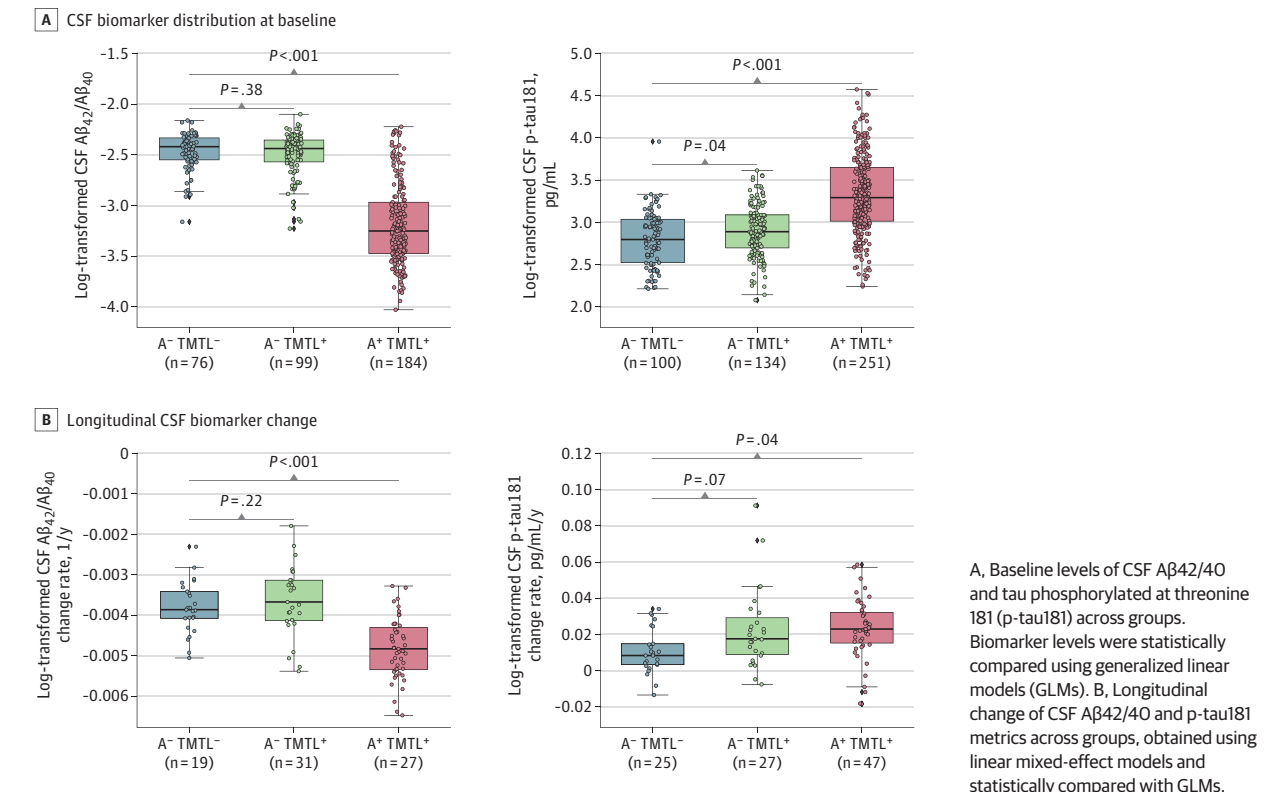 A CSF biomarker distribution at baseline
Log-transformed CSF Aβ42/Aβ40
-1.5
-2.0
-2.5
-3.0
-3.5
-4.0
P<.001
P=.38
A− TMTL−
(n=76)
A− TMTL+
(n=99)
A+ TMTL+
(n=184)
Log-transformed CSF p-tau181,
pg/mL
5.0
4.5
4.0
3.5
3.0
2.5
2.0
P<.001
P=.04
A− TMTL−
(n=100)
A− TMTL+
(n=134)
A+ TMTL+
(n=251)
B Longitudinal CSF biomarker change
Log-transformed CSF Aβ42/Aβ40
change rate, 1/y
0
-0.001
-0.002
-0.003
-0.004
-0.005
-0.006
P<.001
P=.22
A− TMTL−
(n=19)
A− TMTL+
(n=31)
A+ TMTL+
(n=27)
Log-transformed CSF p-tau181
change rate, pg/mL/y
0.12
0.10
0.08
0.06
0.04
0.02
0
-0.02
P=.04
P=.07
A− TMTL−
(n=25)
A− TMTL+
(n=27)
A+ TMTL+
(n=47)
A, Baseline levels of CSF Aβ42/40
and tau phosphorylated at threonine
181 (p-tau181) across groups.
Biomarker levels were statistically
compared using generalized linear
models (GLMs). B, Longitudinal
change of CSF Aβ42/40 and p-tau181
metrics across groups, obtained using
linear mixed-effect models and
statistically compared with GLMs.